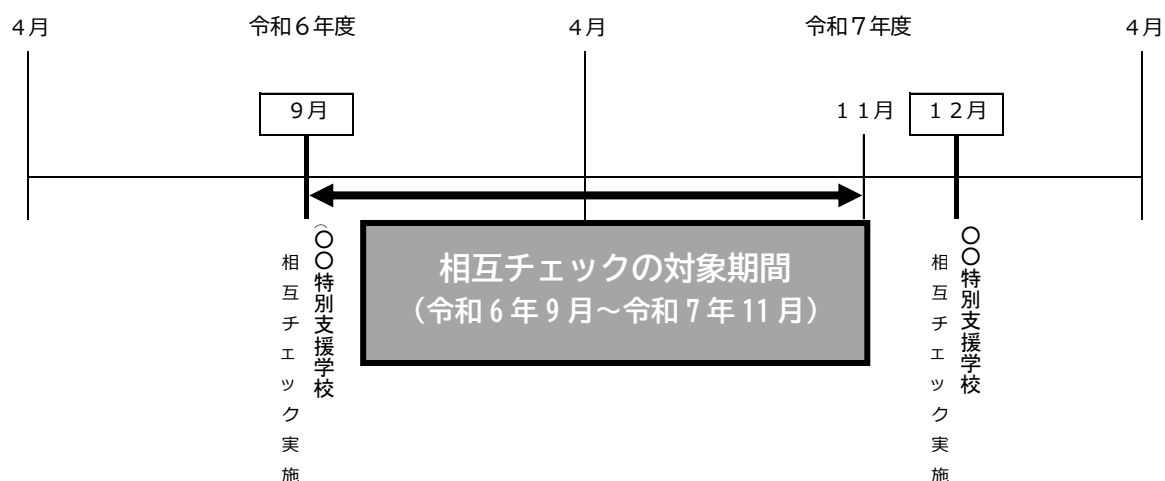 ４月
令和６年度
４月
令和７年度
４月
９月
１１月
１２月
相互チェックの対象期間
（令和６年９月～令和７年11月）
（〇〇特別支援学校
相互チェック実施
〇〇特別支援学校
相互チェック実施